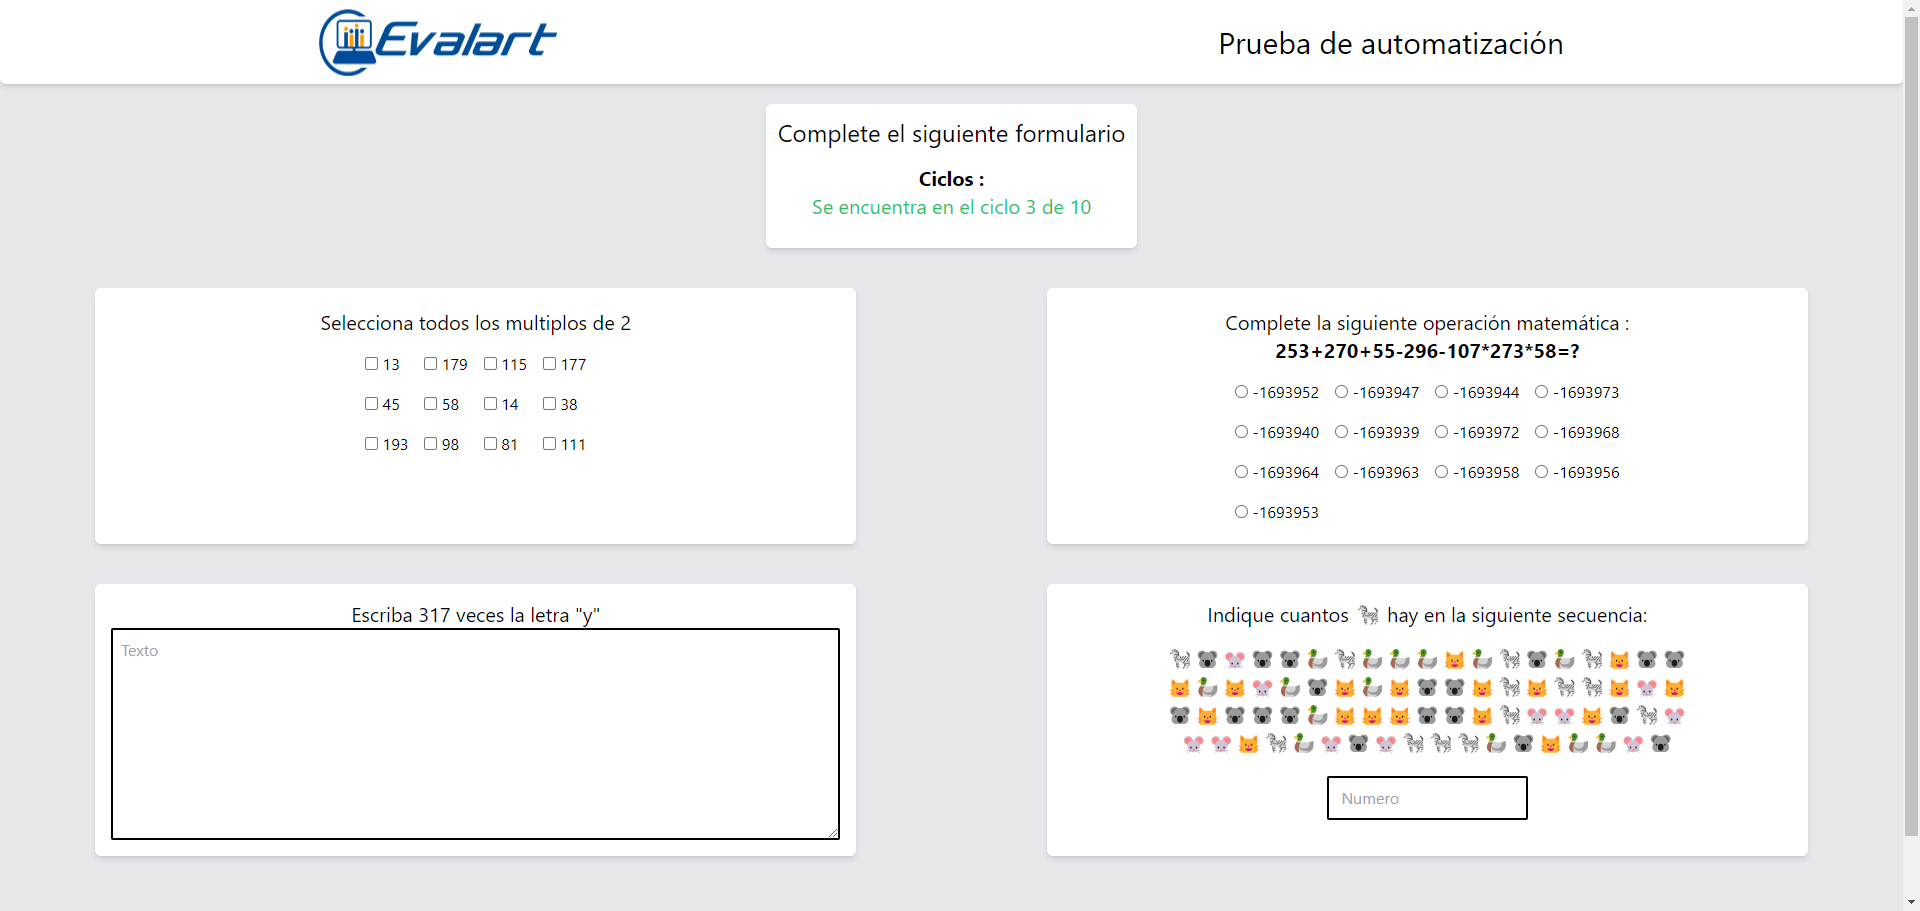 Evalart
Prueba de automatización
Complete el siguiente formulario
Ciclos :
Se encuentra en el ciclo 3 de 10
Selecciona todos los multiplos de 2
13 179 115 177
45 58 14 38
193 98 81 111
Complete la siguiente operación matemática :
253+270+55-296-107*273*58=?
-1693952 -1693947 -1693944 -1693973
-1693940 -1693939 -1693972 -1693968
-1693964 -1693963 -1693958 -1693956
-1693953
Escriba 317 veces la letra "y"
Texto
Indique cuantos 🦓 hay en la siguiente secuencia:
Numero